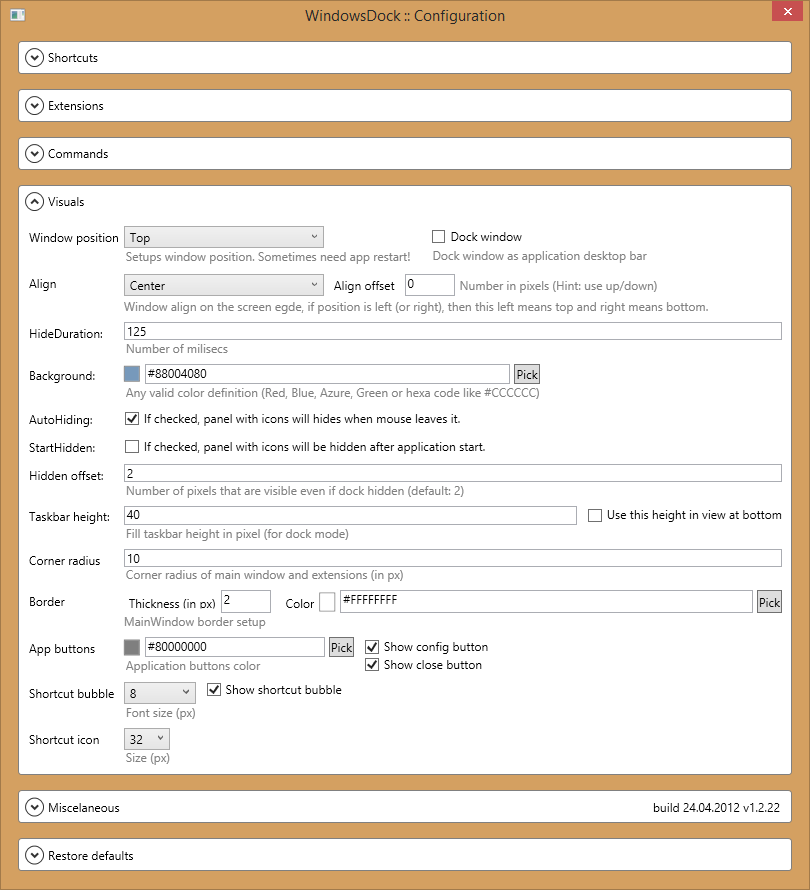 WindowsDock :: Configuration
Shortcuts
Extensions
Commands
Visuals
Window position Top Dock window
Setups window position. Sometimes need app restart! Dock window as application desktop bar
Align Center Align offset 0 Number in pixels (Hint: use up/down)
Window align on the screen egde, if position is left (or right), then this left means top and right means bottom.
HideDuration: 125
Number of milisecs
Background: #88004080 Pick
Any valid color definition (Red, Blue, Azure, Green or hexa code like #CCCCCC)
AutoHiding: If checked, panel with icons will hides when mouse leaves it.
StartHidden: If checked, panel with icons will be hidden after application start.
Hidden offset: 2
Number of pixels that are visible even if dock hidden (default: 2)
Taskbar height: 40 Use this height in view at bottom
Fill taskbar height in pixel (for dock mode)
Corner radius 10
Corner radius of main window and extensions (in px)
Border Thickness (in px) 2 Color #FFFFFFFF Pick
MainWindow border setup
App buttons #80000000 Pick Show config button
Application buttons color Show close button
Shortcut bubble 8 Show shortcut bubble
Font size (px)
Shortcut icon 32
Size (px)
Miscelaneous build 24.04.2012 v1.2.22
Restore defaults